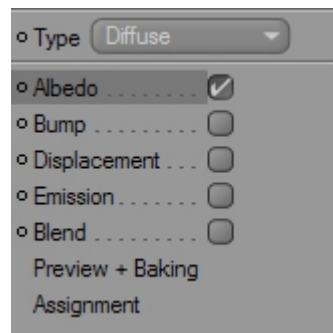 Type Diffuse
Albedo . . . . . . . .
Bump . . . . . . . . .
Displacement . . .
Emission . . . . . . .
Blend . . . . . . . . .
Preview + Baking
Assignment